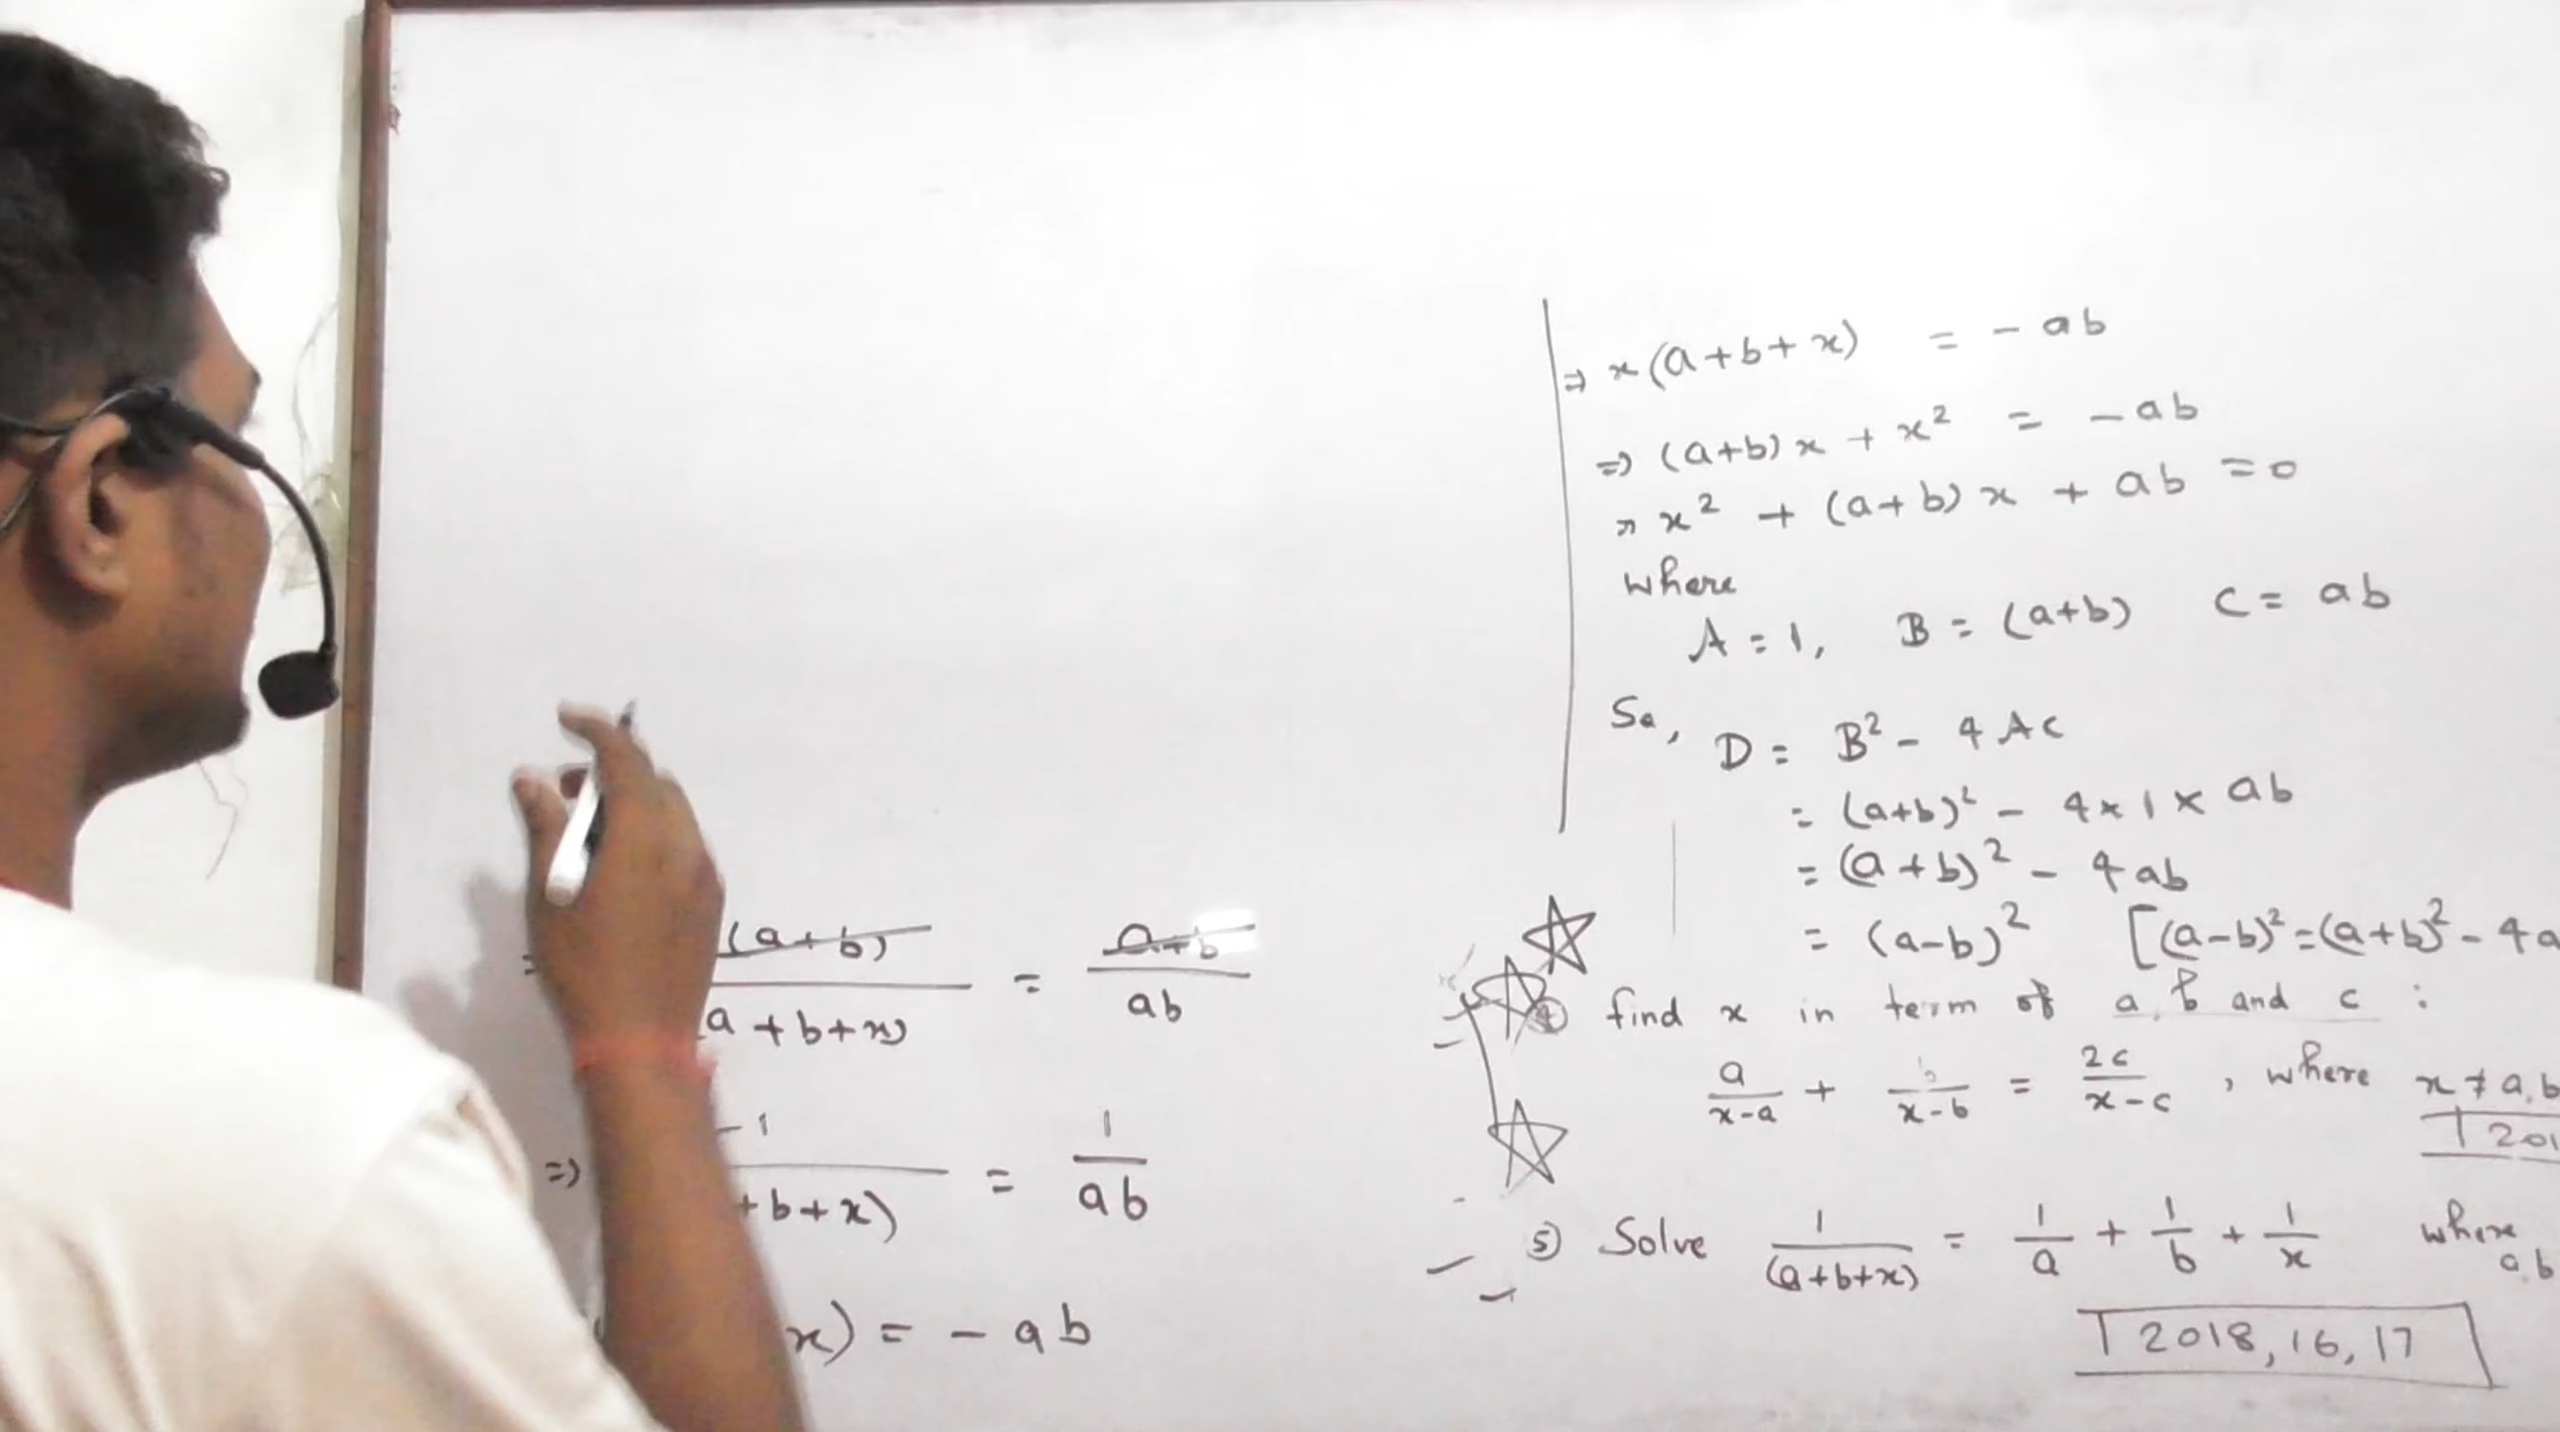 (a+b) / a+b+x) = a+b / ab
=) -1 / +b+x) = 1 / ab
x) = - ab
=) x(a+b+x) = - ab
=) (a+b)x + x² = - ab
=) x² + (a+b)x + ab = 0
where
A = 1, B = (a+b) C = ab
So, D = B² - 4AC
= (a+b)² - 4×1×ab
= (a+b)² - 4ab
= (a-b)² [(a-b)²=(a+b)²-4a
find x in term of a, b and c :
a/x-a + b/x-b = 2c/x-c , where x ≠ a, b
T 201
5) Solve 1/(a+b+x) = 1/a + 1/b + 1/x where
a, b
T 2018, 16, 17